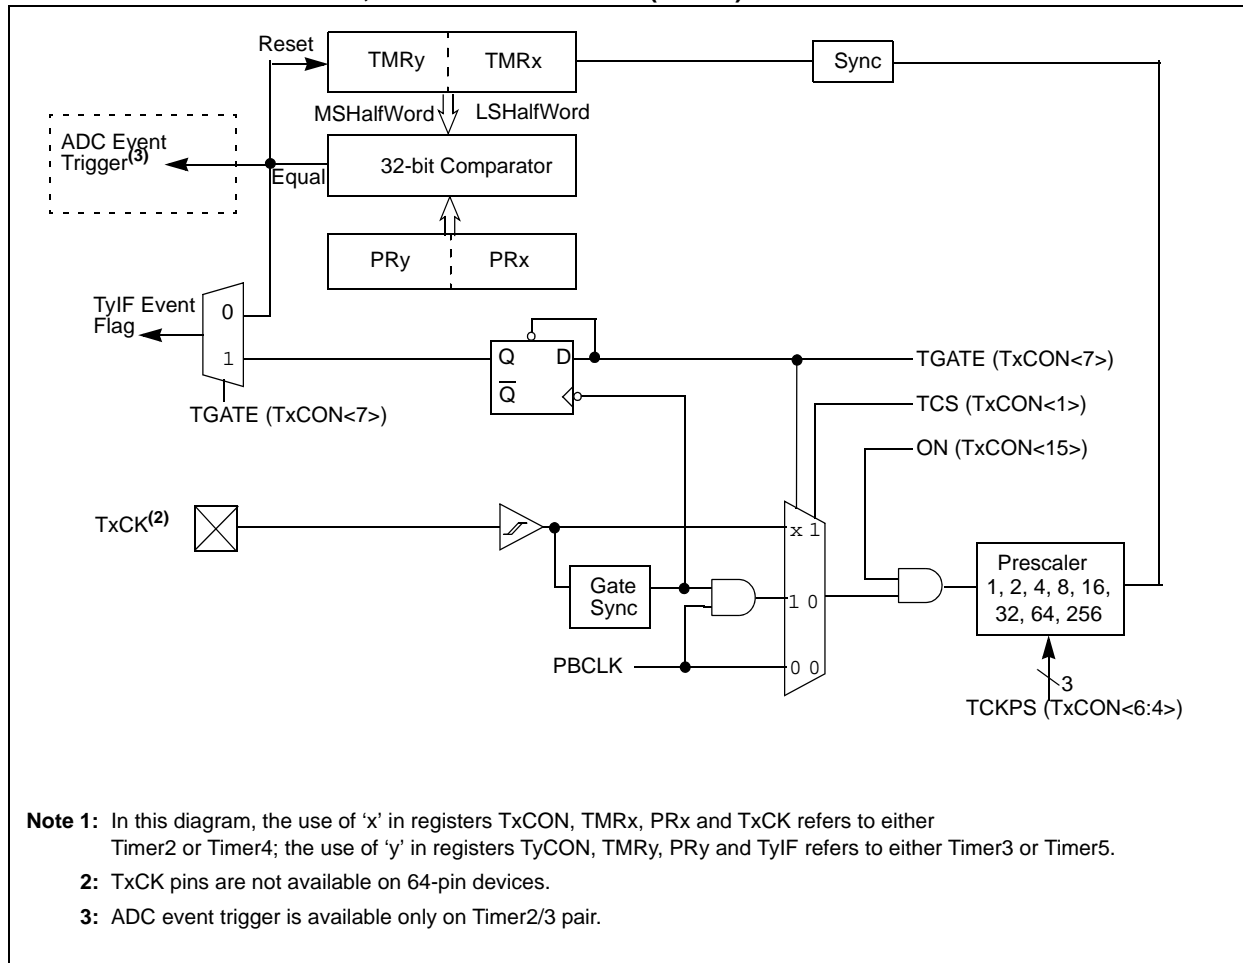 Reset
TMRy
TMRx
Sync
MSHalfWord
LSHalfWord
ADC Event
Trigger(3)
Equal
32-bit Comparator
PRy
PRx
TyIF Event
Flag
0
1
Q
D
Q
TGATE (TxCON<7>)
TGATE (TxCON<7>)
TCS (TxCON<1>)
ON (TxCON<15>)
TxCK(2)
x 1
Gate
Sync
1 0
Prescaler
1, 2, 4, 8, 16,
32, 64, 256
PBCLK
0 0
3
TCKPS (TxCON<6:4>)
Note 1: In this diagram, the use of ‘x’ in registers TxCON, TMRx, PRx and TxCK refers to either
Timer2 or Timer4; the use of ‘y’ in registers TyCON, TMRy, PRy and TyIF refers to either Timer3 or Timer5.
2: TxCK pins are not available on 64-pin devices.
3: ADC event trigger is available only on Timer2/3 pair.